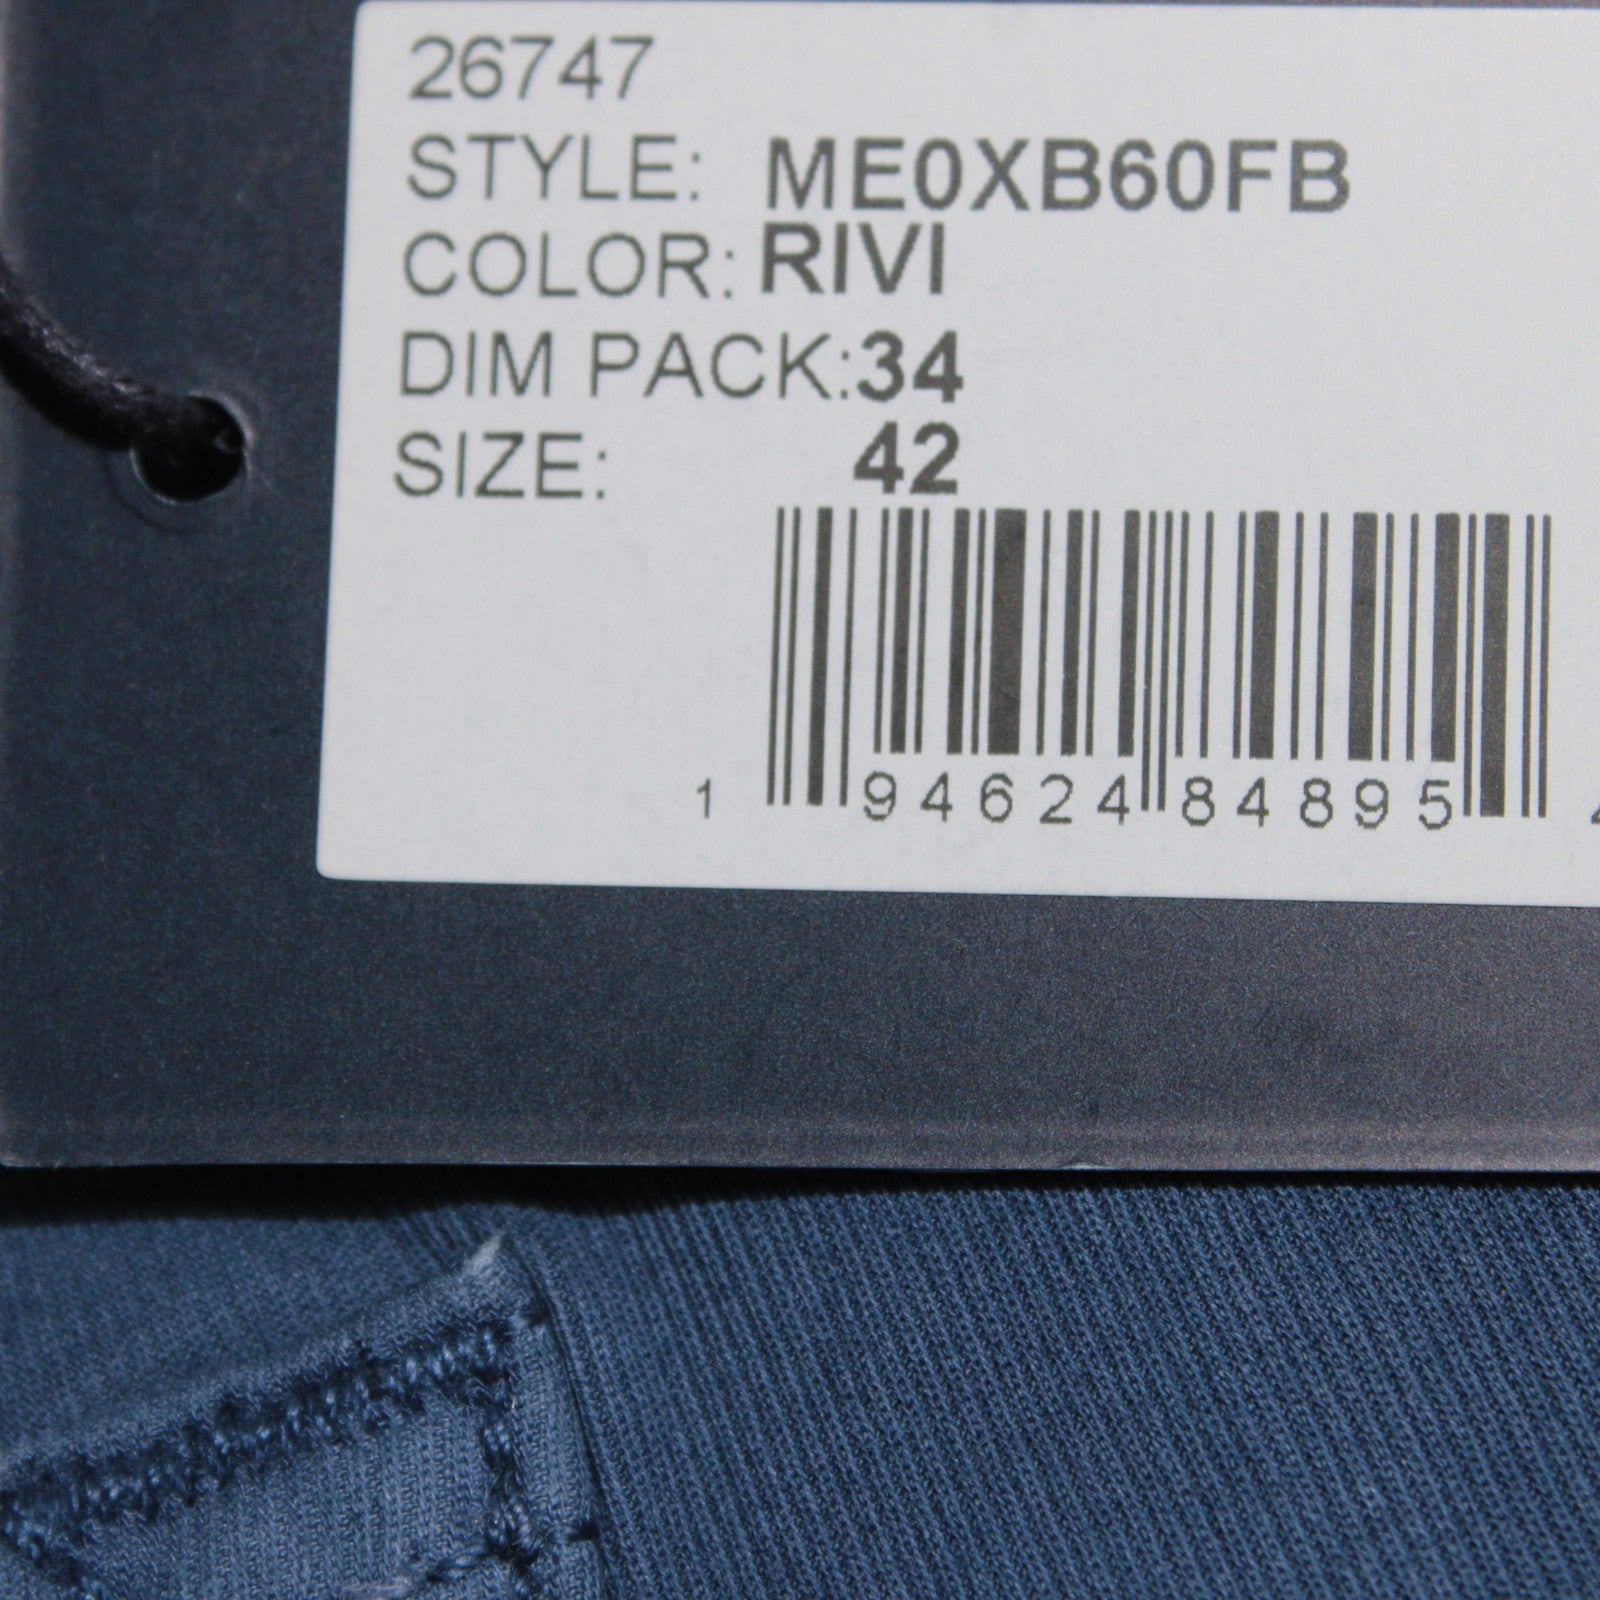 26747
STYLE: ME0XB60FB
COLOR: RIVI
DIM PACK:34
SIZE: 42
1 94624 84895